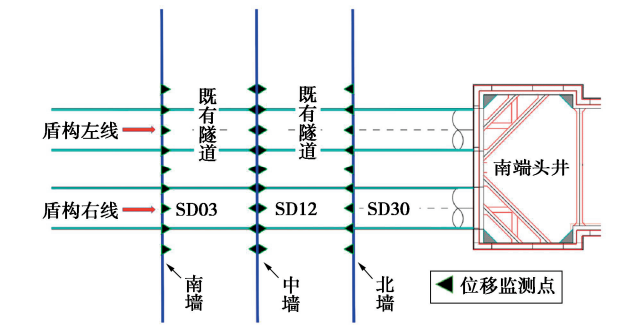 既有隧道
既有隧道
盾构左线
南端头井
盾构右线
SD03
SD12
SD30
南墙
中墙
北墙
位移监测点